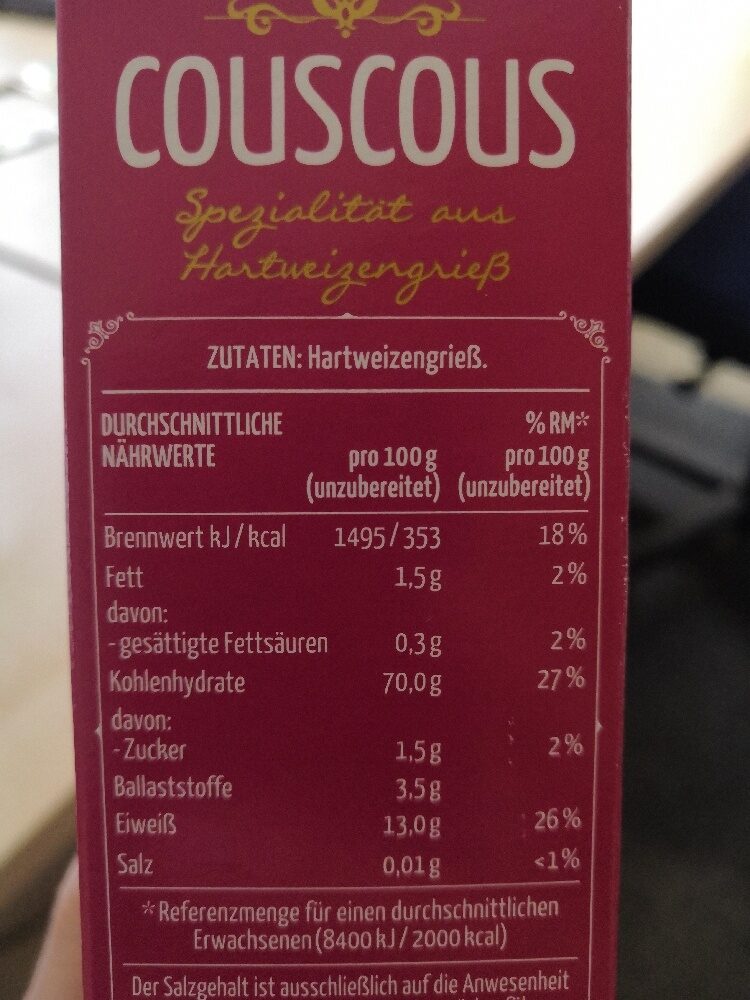 COUSCOUS
Spezialität aus
Hartweizengrieß
ZUTATEN: Hartweizengrieß.
DURCHSCHNITTLICHE % RM*
NÄHRWERTE pro 100 g pro 100 g
(unzubereitet) (unzubereitet)
Brennwert kJ / kcal 1495 / 353 18 %
Fett 1,5 g 2 %
davon:
- gesättigte Fettsäuren 0,3 g 2 %
Kohlenhydrate 70,0 g 27 %
davon:
- Zucker 1,5 g 2 %
Ballaststoffe 3,5 g
Eiweiß 13,0 g 26 %
Salz 0,01 g <1 %
* Referenzmenge für einen durchschnittlichen
Erwachsenen (8400 kJ / 2000 kcal)
Der Salzgehalt ist ausschließlich auf die Anwesenheit